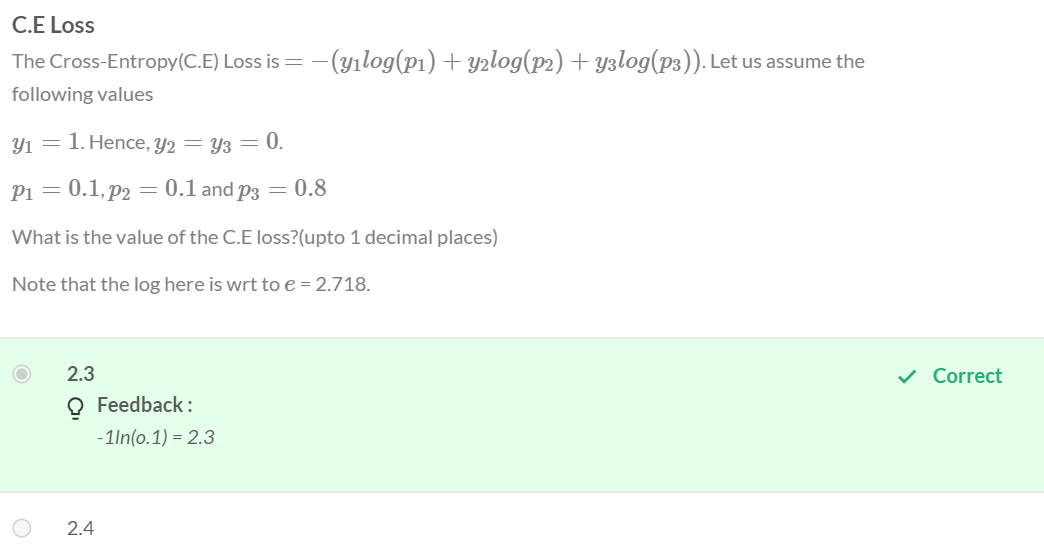 C.E Loss
The Cross-Entropy(C.E) Loss is = −(y₁log(p₁) + y₂log(p₂) + y₃log(p₃)). Let us assume the
following values
y₁ = 1. Hence, y₂ = y₃ = 0.
p₁ = 0.1, p₂ = 0.1 and p₃ = 0.8
What is the value of the C.E loss?(upto 1 decimal places)
Note that the log here is wrt to e = 2.718.
2.3
Correct
Feedback :
-1ln(o.1) = 2.3
2.4